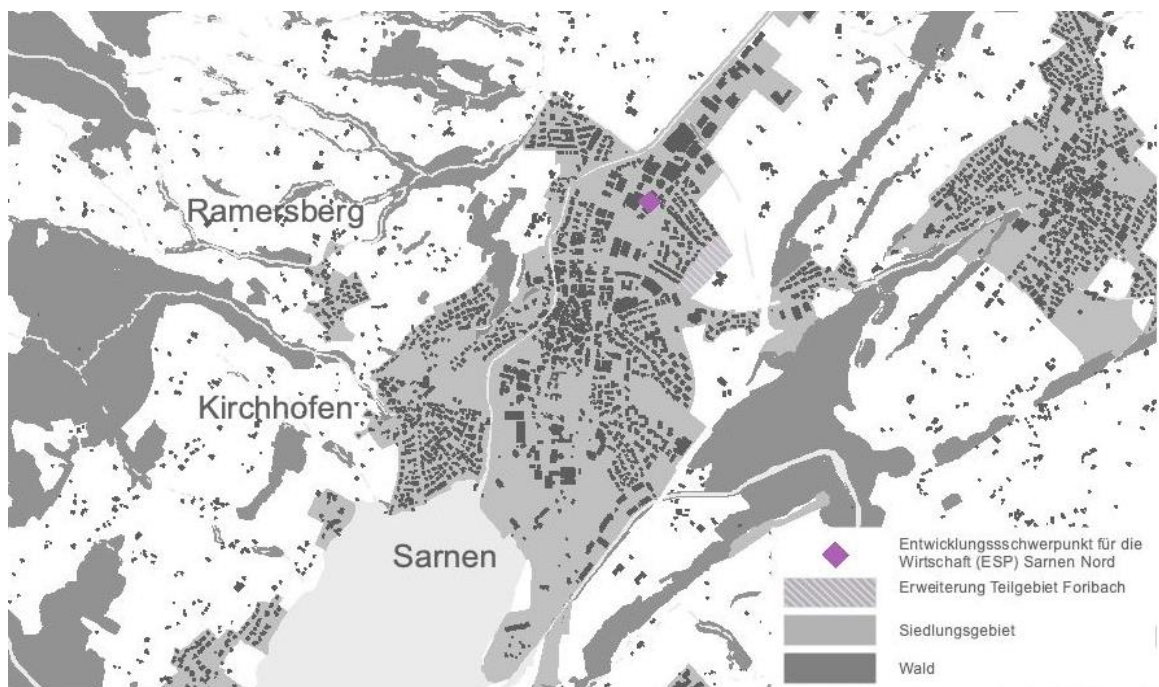 Ramersberg
Kirchhofen
Sarnen
Entwicklungssschwerpunkt für die
Wirtschaft (ESP) Sarnen Nord
Erweiterung Teilgebiet Foribach
Siedlungsgebiet
Wald